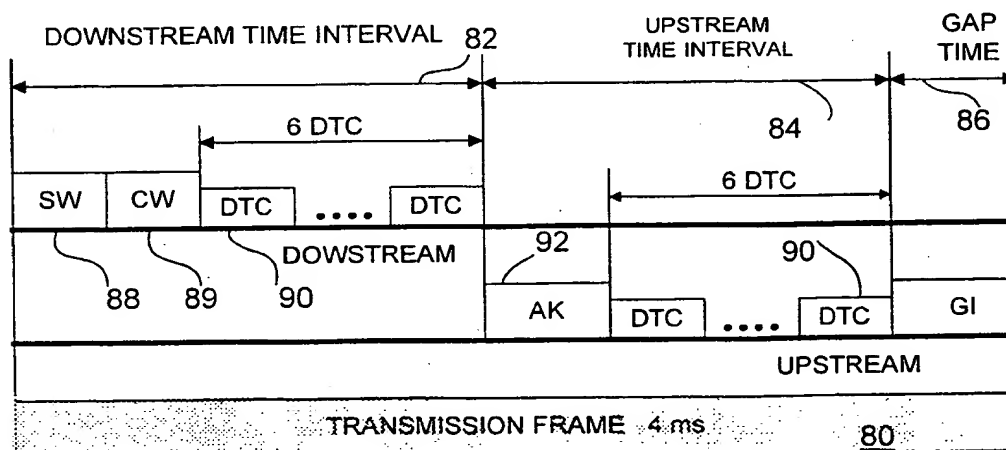 DOWNSTREAM TIME INTERVAL
82
UPSTREAM
TIME INTERVAL
GAP
TIME
84
86
6 DTC
6 DTC
SW
CW
DTC
....
DTC
DOWSTREAM
88
89
90
92
90
AK
DTC
....
DTC
GI
UPSTREAM
TRANSMISSION FRAME 4 ms
80